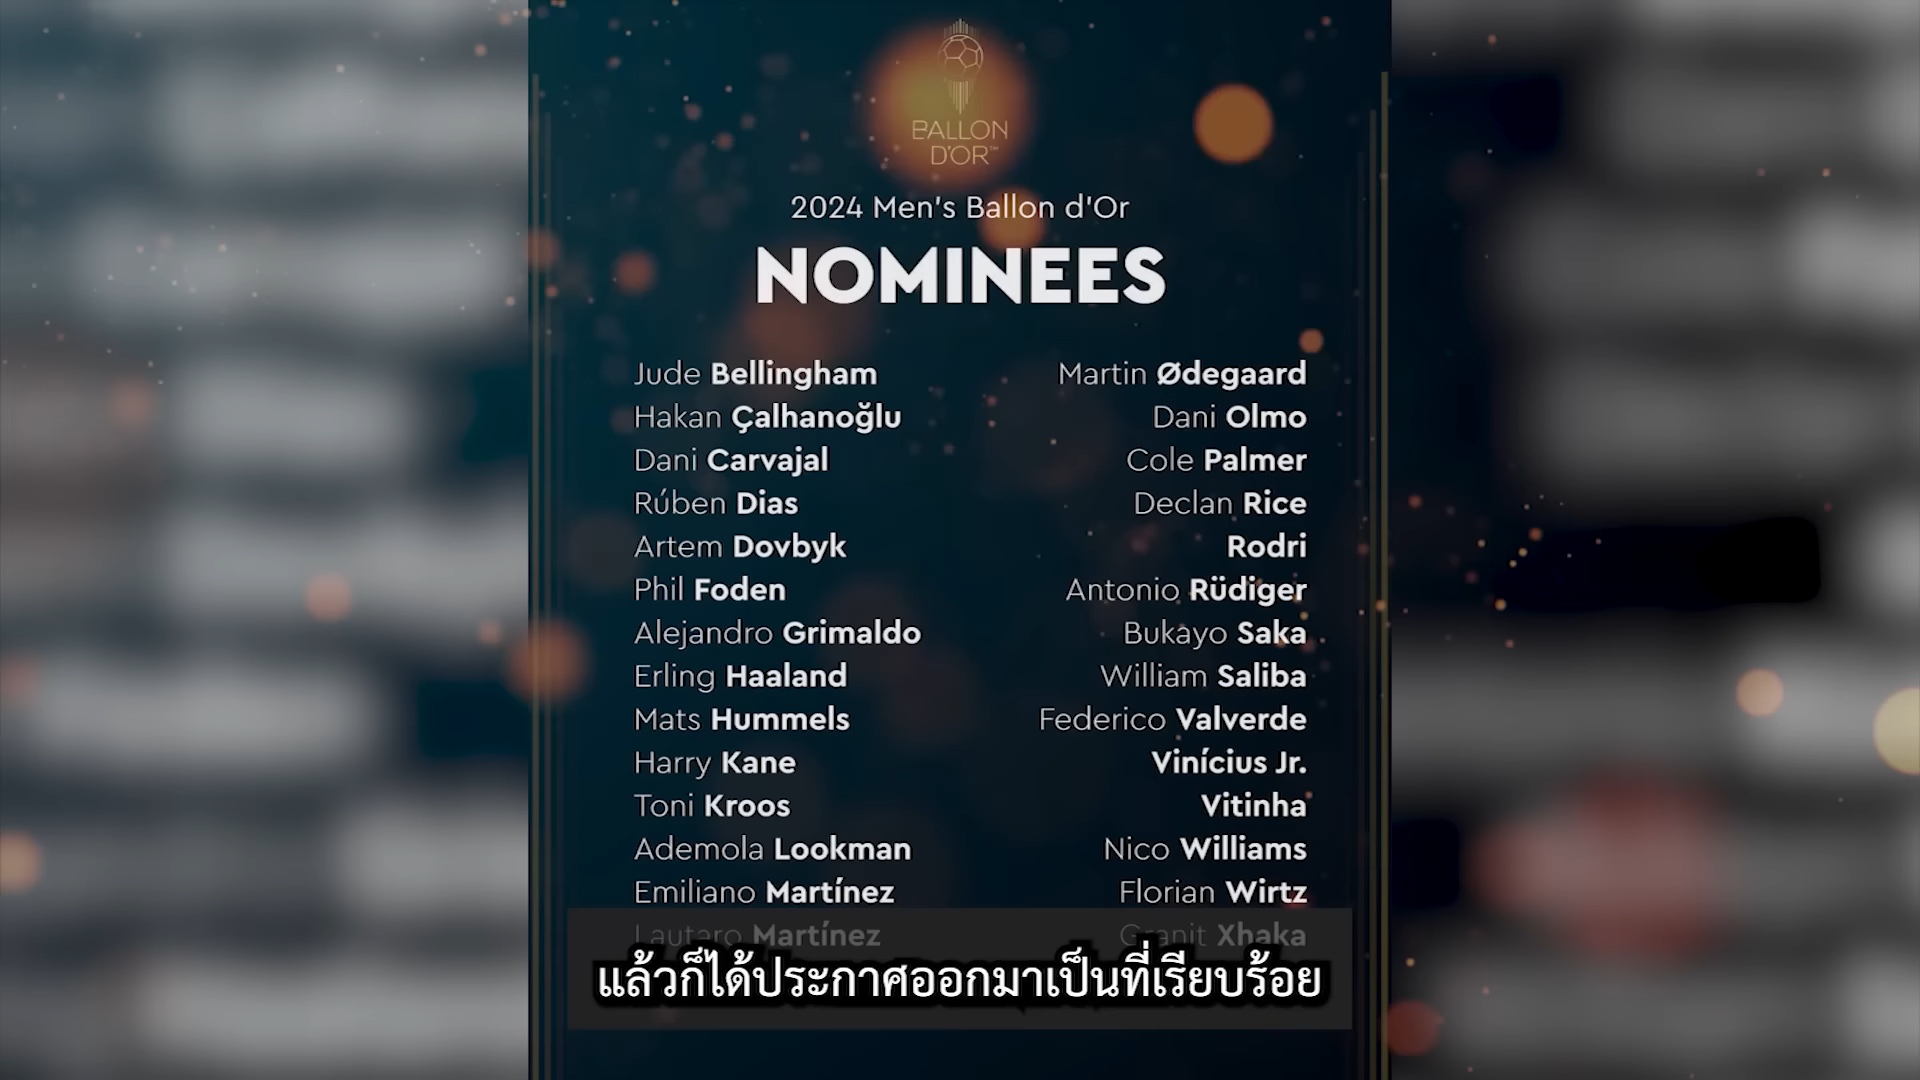 BALLON
D'OR™
2024 Men's Ballon d'Or
NOMINEES
Jude Bellingham
Hakan Çalhanoğlu
Dani Carvajal
Rúben Dias
Artem Dovbyk
Phil Foden
Alejandro Grimaldo
Erling Haaland
Mats Hummels
Harry Kane
Toni Kroos
Ademola Lookman
Emiliano Martínez
Lautaro Martínez
Martin Ødegaard
Dani Olmo
Cole Palmer
Declan Rice
Rodri
Antonio Rüdiger
Bukayo Saka
William Saliba
Federico Valverde
Vinícius Jr.
Vitinha
Nico Williams
Florian Wirtz
Granit Xhaka
แล้วก็ได้ประกาศออกมาเป็นที่เรียบร้อย